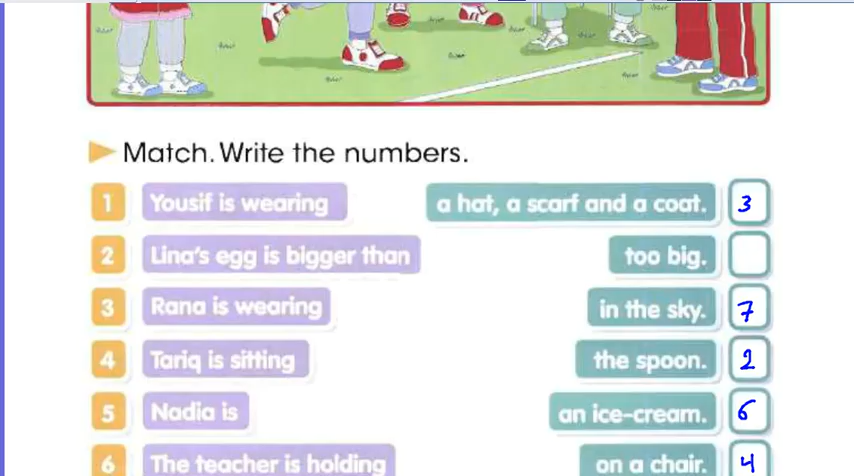 Match. Write the numbers.
1 Yousif is wearing a hat, a scarf and a coat. 3
2 Lina's egg is bigger than too big.
3 Rana is wearing in the sky. 7
4 Tariq is sitting the spoon. 2
5 Nadia is an ice-cream. 6
6 The teacher is holding on a chair. 4